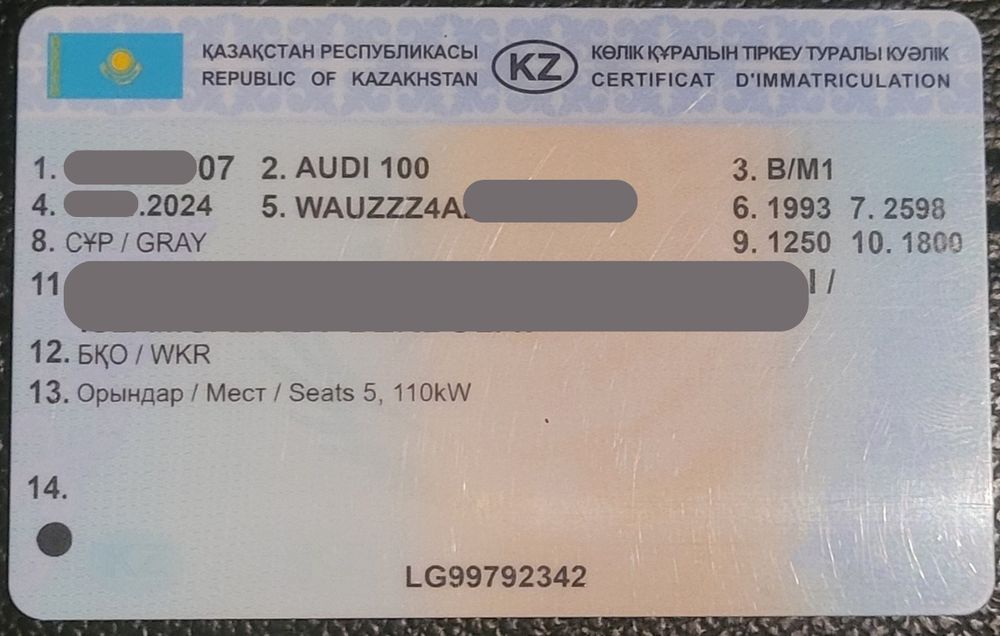 ҚАЗАҚСТАН РЕСПУБЛИКАСЫ
REPUBLIC OF KAZAKHSTAN
KZ
КӨЛІК ҚҰРАЛЫН ТІРКЕУ ТУРАЛЫ КУӘЛІК
CERTIFICAT D'IMMATRICULATION
1. 07 2. AUDI 100 3. B/M1
4. .2024 5. WAUZZZ4A 6. 1993 7. 2598
8. СҰР / GRAY 9. 1250 10. 1800
11 /
12. БҚО / WKR
13. Орындар / Мест / Seats 5, 110kW
14.
LG99792342